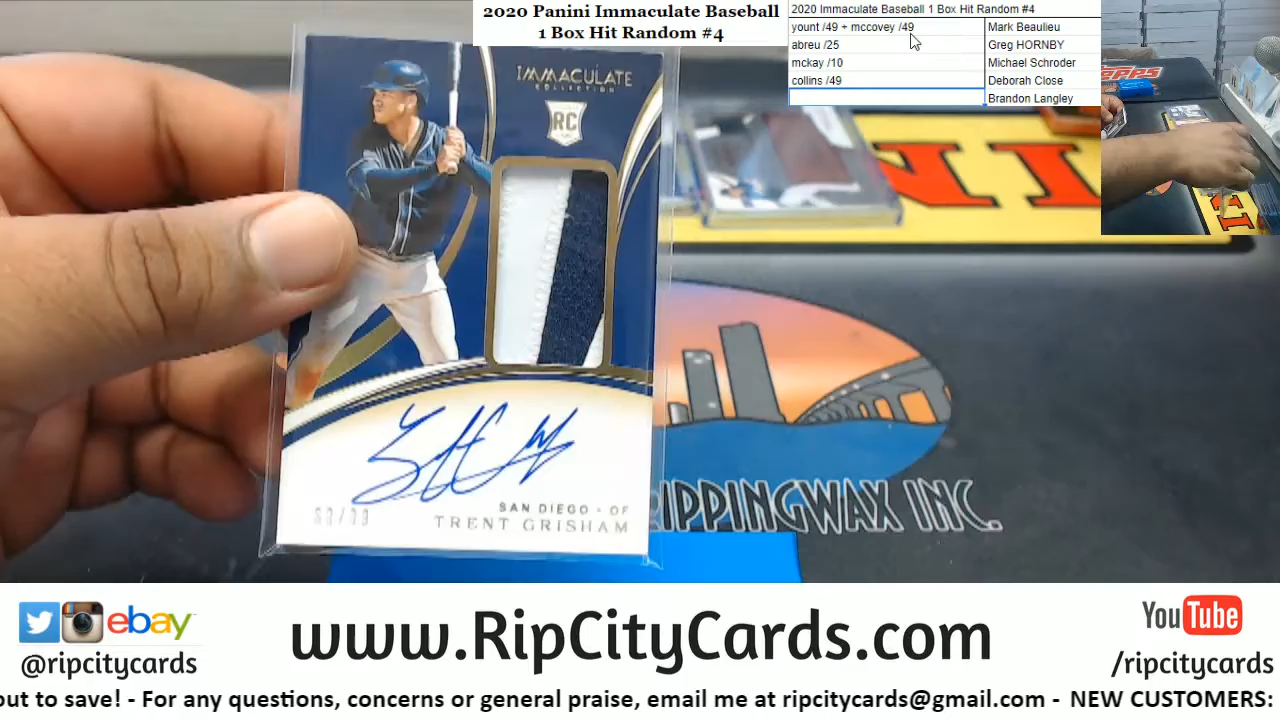 2020 Panini Immaculate Baseball
1 Box Hit Random #4
2020 Immaculate Baseball 1 Box Hit Random #4
yount /49 + mccovey /49 Mark Beaulieu
abreu /25 Greg HORNBY
mckay /10 Michael Schroder
collins /49 Deborah Close
Brandon Langley
IMMACULATE
COLLECTION
RC
SAN DIEGO - OF
TRENT GRISHAM
NI
RIPPINGWAX INC.
ebay
@ripcitycards
www.RipCityCards.com
YouTube
/ripcitycards
out to save! - For any questions, concerns or general praise, email me at ripcitycards@gmail.com - NEW CUSTOMERS: